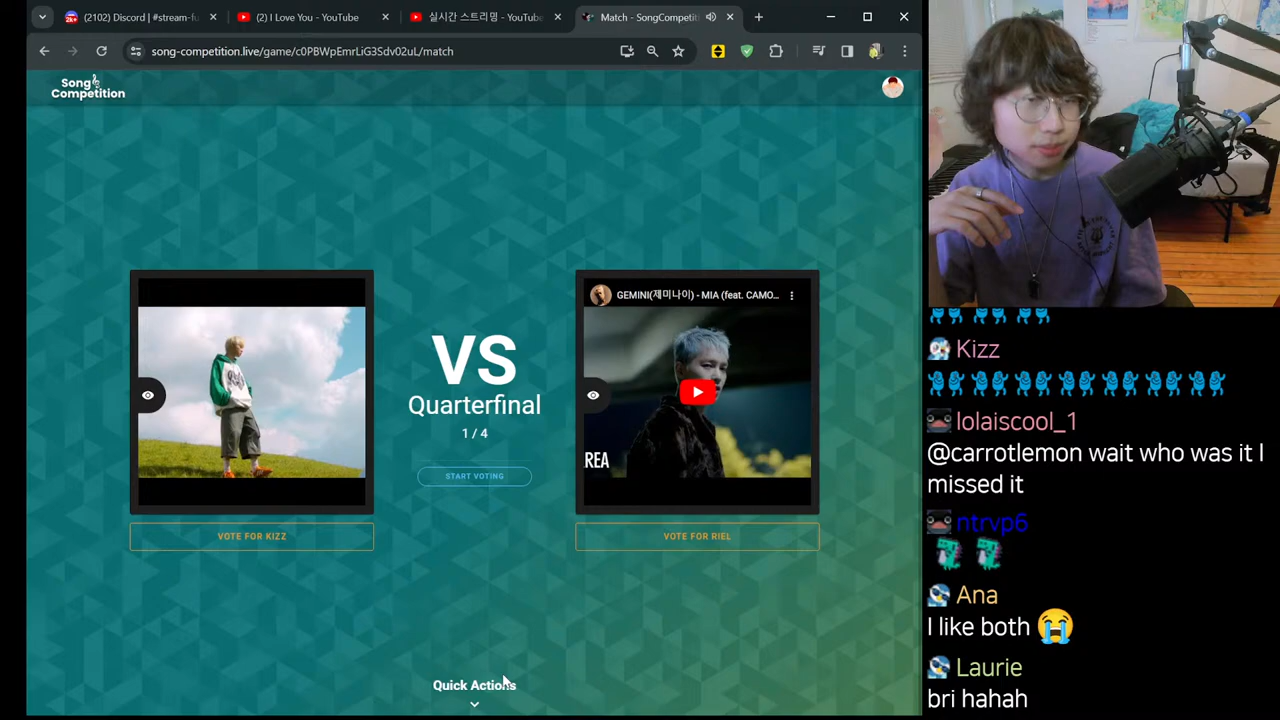 (2102) Discord | #stream-fu
(2) I Love You - YouTube
실시간 스트리밍 - YouTube
Match - SongCompetiti
song-competition.live/game/c0PBWpEmrLiG3Sdv02uL/match
Song
Competition
GEMINI(제미나이) - MIA (feat. CAMO...
REA
VS
Quarterfinal
1 / 4
START VOTING
VOTE FOR KIZZ
VOTE FOR RIEL
Quick Actions
Kizz
lolaiscool_1
@carrotlemon wait who was it I
missed it
ntrvp6
Ana
I like both 😭
Laurie
bri hahah